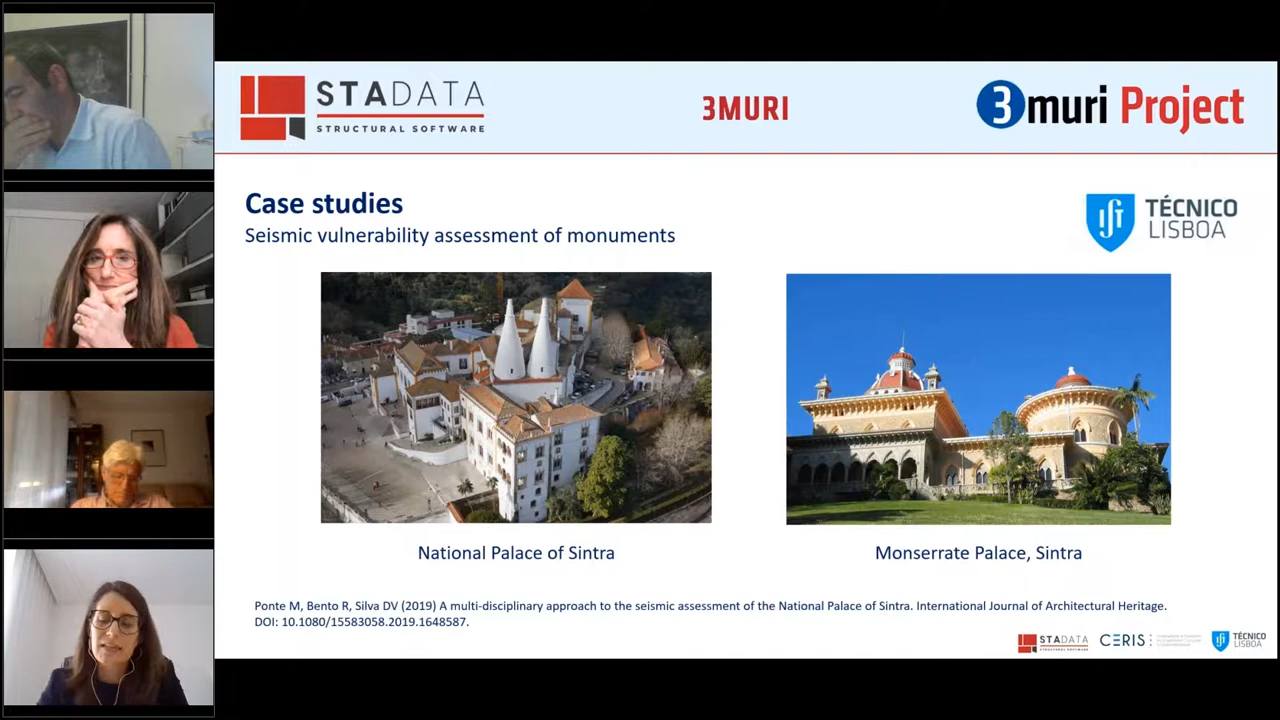 STADATA
STRUCTURAL SOFTWARE
3MURI
3muri Project
Case studies
Seismic vulnerability assessment of monuments
TÉCNICO
LISBOA
National Palace of Sintra
Monserrate Palace, Sintra
Ponte M, Bento R, Silva DV (2019) A multi-disciplinary approach to the seismic assessment of the National Palace of Sintra. International Journal of Architectural Heritage.
DOI: 10.1080/15583058.2019.1648587.
STADATA
STRUCTURAL SOFTWARE
CERIS
TÉCNICO
LISBOA